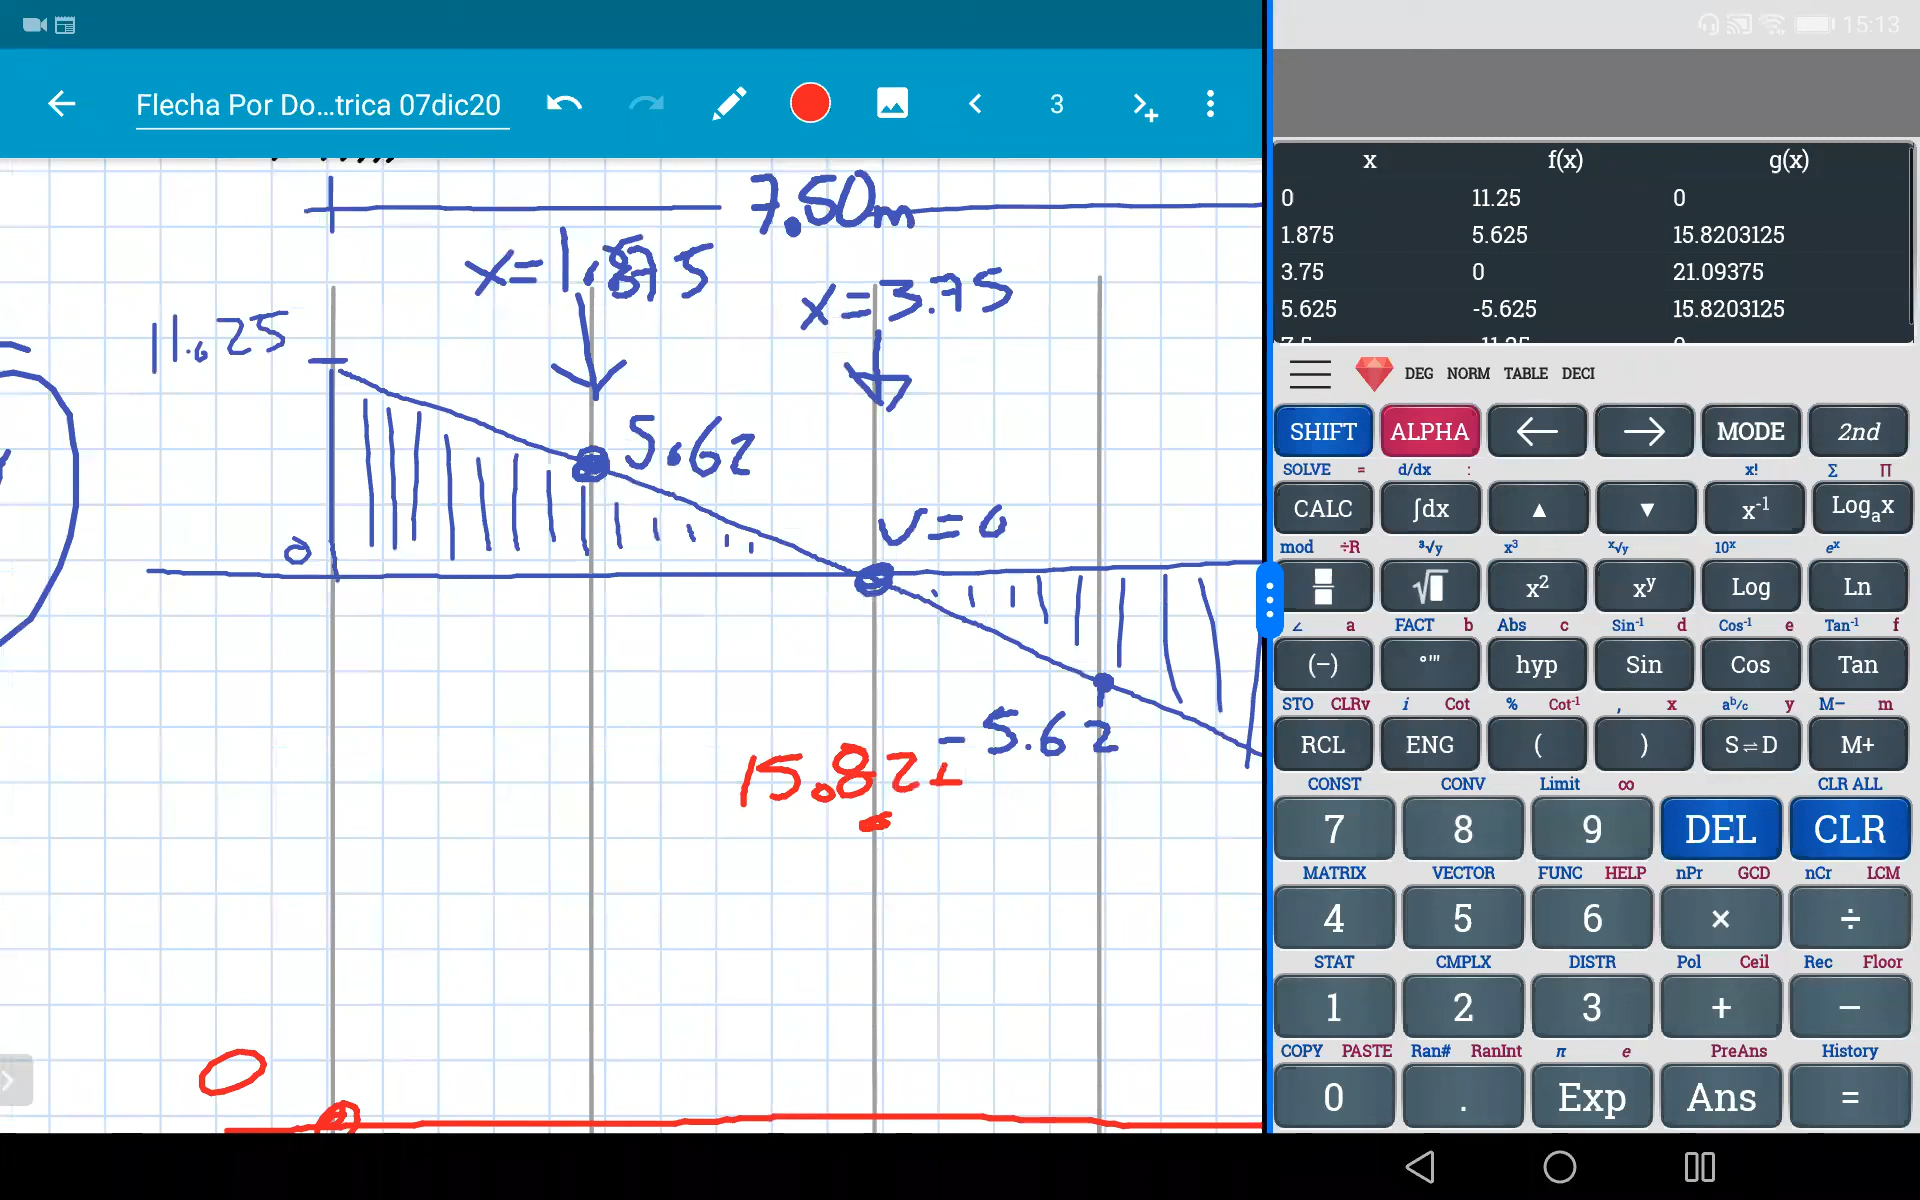 15:13
Flecha Por Do...trica 07dic20
3
7.50m
x=1.875
x=3.75
11.25
5.62
V=0
0
-5.62
15.82
0
x f(x) g(x)
0 11.25 0
1.875 5.625 15.8203125
3.75 0 21.09375
5.625 -5.625 15.8203125
7.5 -11.25 0
DEG NORM TABLE DECI
SHIFT ALPHA ← → MODE 2nd
SOLVE = d/dx : x! Σ Π
CALC ∫dx ▲ ▼ x⁻¹ Logₐx
mod ÷R ³√y x³ ˣ√y 10ˣ eˣ
√ x² xʸ Log Ln
∠ a FACT b Abs c Sin⁻¹ d Cos⁻¹ e Tan⁻¹ f
(−) °'" hyp Sin Cos Tan
STO CLRv i Cot % Cot⁻¹ , x aᵇ/c y M− m
RCL ENG ( ) S⇌D M+
CONST CONV Limit ∞ CLR ALL
7 8 9 DEL CLR
MATRIX VECTOR FUNC HELP nPr GCD nCr LCM
4 5 6 × ÷
STAT CMPLX DISTR Pol Ceil Rec Floor
1 2 3 + −
COPY PASTE Ran# RanInt π e PreAns History
0 . Exp Ans =